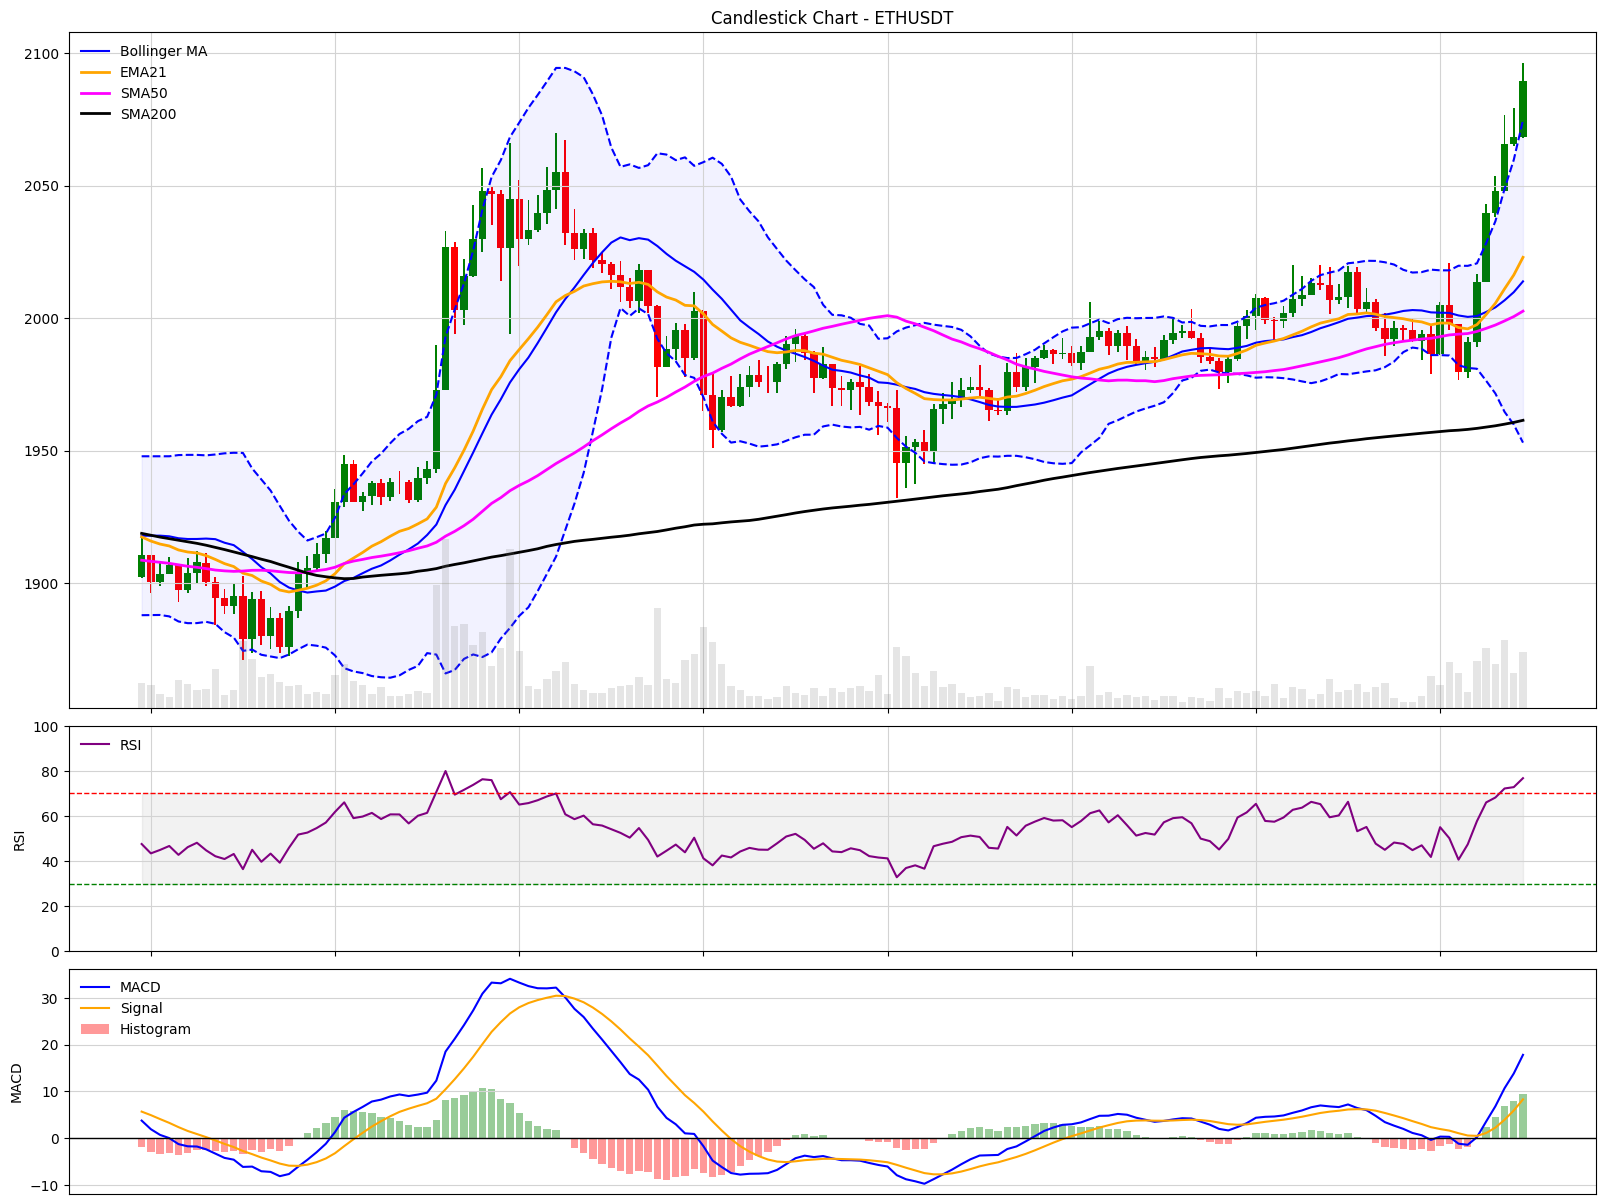 Candlestick Chart - ETHUSDT
Bollinger MA
EMA21
SMA50
SMA200
2100
2050
2000
1950
1900
RSI
RSI
100
80
60
40
20
0
MACD
Signal
Histogram
MACD
30
20
10
0
−10